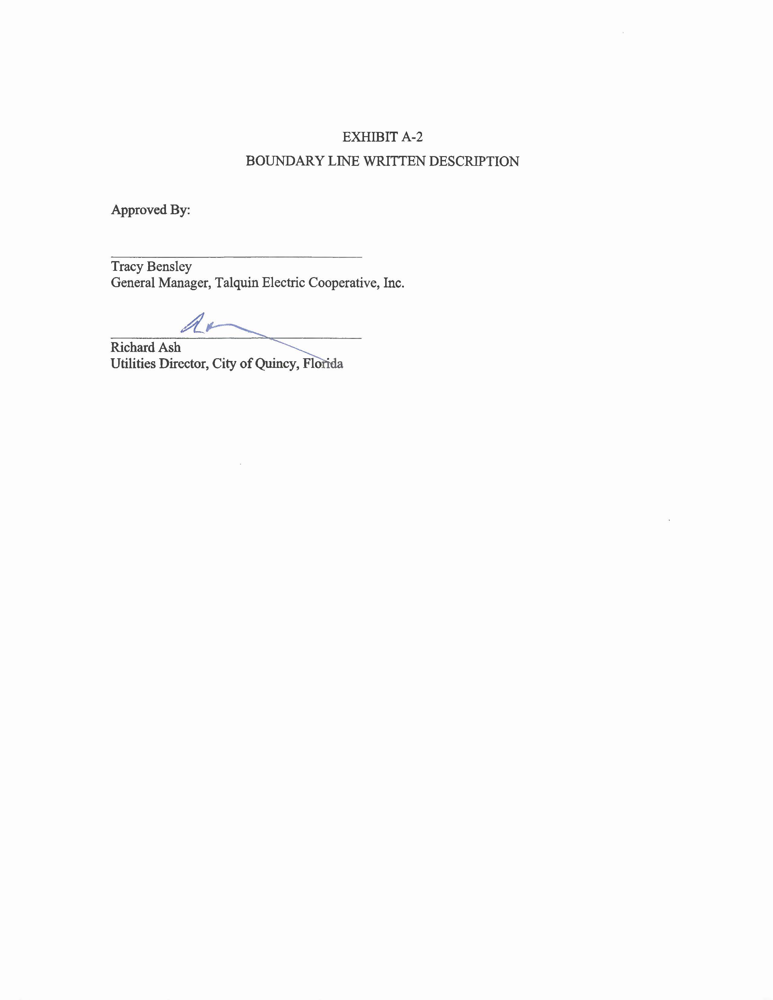 EXHIBIT A-2
BOUNDARY LINE WRITTEN DESCRIPTION
Approved By:
Tracy Bensley
General Manager, Talquin Electric Cooperative, Inc.
Richard Ash
Utilities Director, City of Quincy, Florida